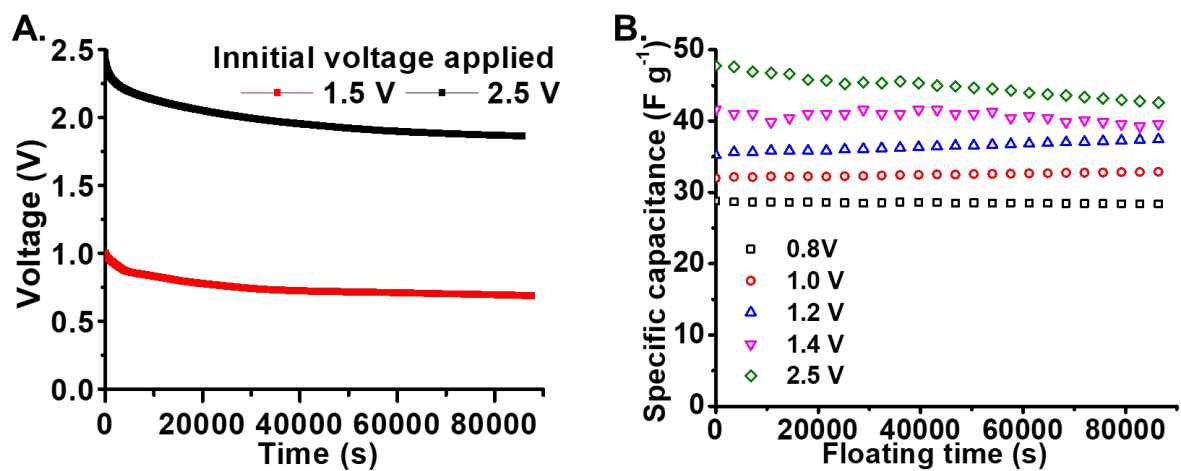 A.
Innitial voltage applied
1.5 V 2.5 V
Voltage (V)
2.5
2.0
1.5
1.0
0.5
0.0
0 20000 40000 60000 80000
Time (s)
B.
Specific capacitance (F g⁻¹)
50
40
30
20
10
0
0.8V
1.0 V
1.2 V
1.4 V
2.5 V
0 20000 40000 60000 80000
Floating time (s)